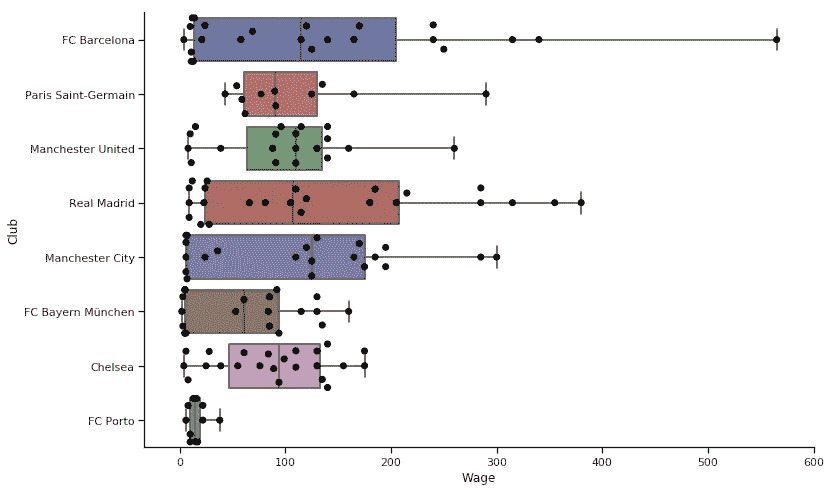 Club
FC Barcelona
Paris Saint-Germain
Manchester United
Real Madrid
Manchester City
FC Bayern München
Chelsea
FC Porto
0 100 200 300 400 500 600
Wage